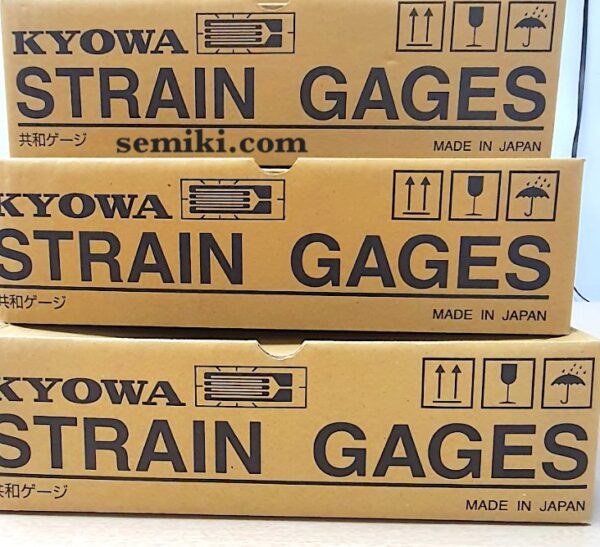 KYOWA
STRAIN GAGES
共和ゲージ
semiki.com
MADE IN JAPAN
KYOWA
STRAIN GAGES
共和ゲージ
MADE IN JAPAN
KYOWA
STRAIN GAGES
共和ゲージ
MADE IN JAPAN